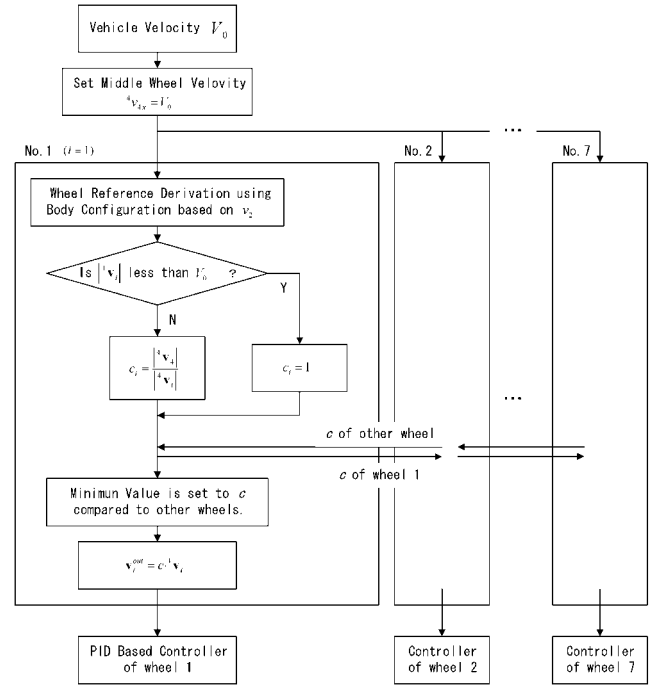 Vehicle Velocity V₀
Set Middle Wheel Velovity
⁴v₄ₓ = V₀
...
No.1 (i = 1)
No.2
No.7
Wheel Reference Derivation using
Body Configuration based on v₂
Is |⁴vᵢ| less than V₀ ?
Y
N
cᵢ = |⁴v₄| / |⁴vᵢ|
cᵢ = 1
...
c of other wheel
c of wheel 1
Minimun Value is set to c
compared to other wheels.
vᵢᵒᵘᵗ = c·⁴vᵢ
PID Based Controller
of wheel 1
Controller
of wheel 2
Controller
of wheel 7